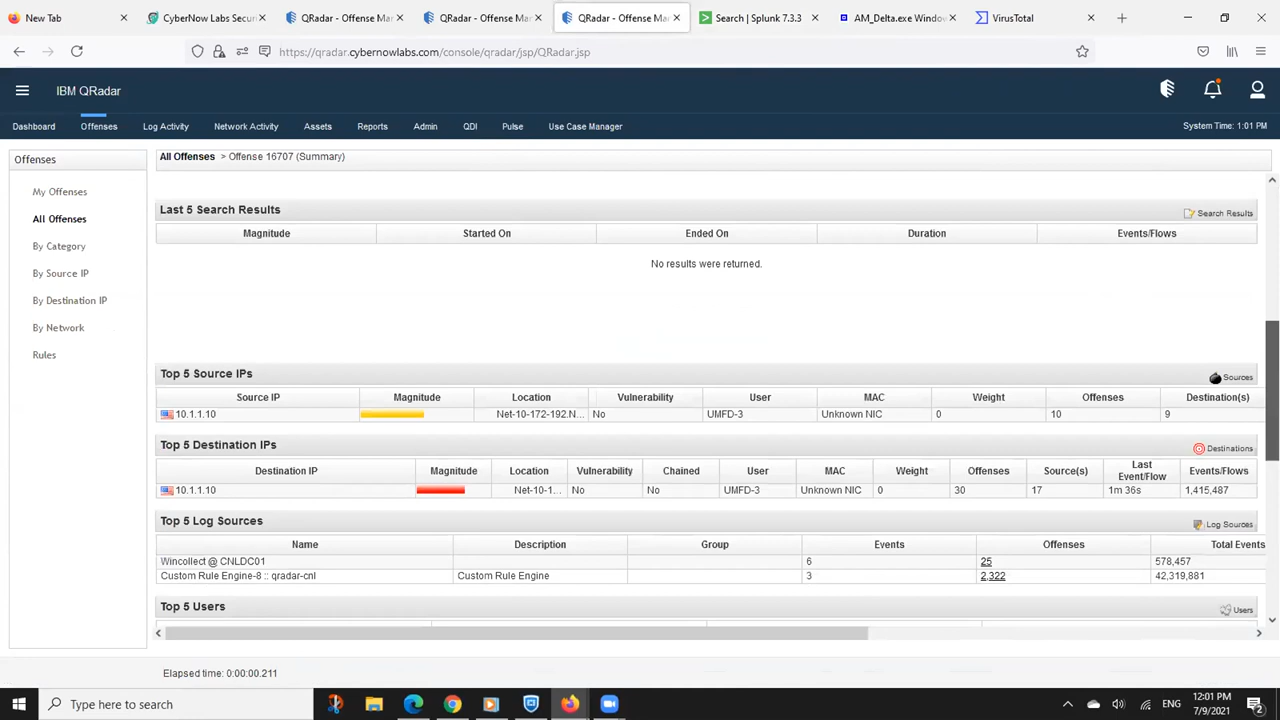 New Tab
CyberNow Labs Securi
QRadar - Offense Ma
QRadar - Offense Ma
QRadar - Offense Ma
Search | Splunk 7.3.3
AM_Delta.exe Window
VirusTotal
https://qradar.cybernowlabs.com/console/qradar/jsp/QRadar.jsp
IBM QRadar
Dashboard Offenses Log Activity Network Activity Assets Reports Admin QDI Pulse Use Case Manager System Time: 1:01 PM
Offenses
All Offenses > Offense 16707 (Summary)
My Offenses
All Offenses
By Category
By Source IP
By Destination IP
By Network
Rules
Last 5 Search Results Search Results
Magnitude Started On Ended On Duration Events/Flows
No results were returned.
Top 5 Source IPs Sources
Source IP Magnitude Location Vulnerability User MAC Weight Offenses Destination(s)
10.1.1.10 Net-10-172-192.N... No UMFD-3 Unknown NIC 0 10 9
Top 5 Destination IPs Destinations
Destination IP Magnitude Location Vulnerability Chained User MAC Weight Offenses Source(s) Last Event/Flow Events/Flows
10.1.1.10 Net-10-1... No No UMFD-3 Unknown NIC 0 30 17 1m 36s 1,415,487
Top 5 Log Sources Log Sources
Name Description Group Events Offenses Total Events
Wincollect @ CNLDC01 6 25 578,457
Custom Rule Engine-8 :: qradar-cnl Custom Rule Engine 3 2,322 42,319,881
Top 5 Users Users
Elapsed time: 0:00:00.211
Type here to search
ENG
12:01 PM
7/9/2021
2